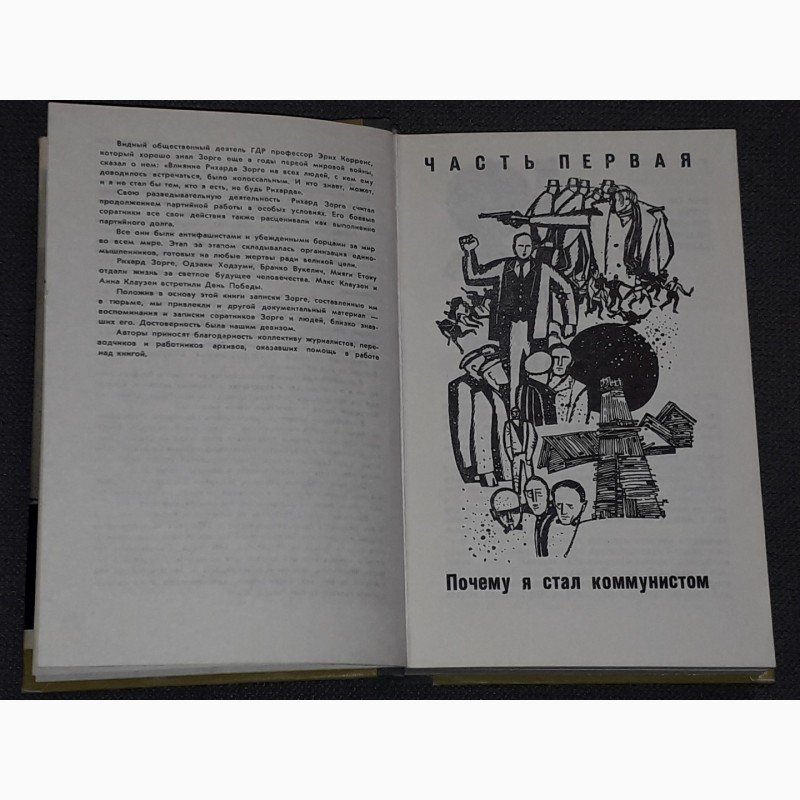 Видный общественный деятель ГДР профессор Эрих Корренс,
который хорошо знал Зорге еще в годы первой мировой войны,
сказал о нем: «Влияние Рихарда Зорге на всех людей, с кем ему
доводилось встречаться, было колоссальным. И кто знает, может,
и я не стал бы тем, кто я есть, не будь Рихарда».
Свою разведывательную деятельность Рихард Зорге считал
продолжением партийной работы в особых условиях. Его боевые
соратники все свои действия также расценивали как выполнение
партийного долга.
Все они были антифашистами и убежденными борцами за мир
во всем мире. Этап за этапом складывалась организация едино-
мышленников, готовых на любые жертвы ради великой цели.
Рихард Зорге, Одзаки Ходзуми, Бранко Вукелич, Мияги Етоку
отдали жизнь за светлое будущее человечества. Макс Клаузен и
Анна Клаузен встретили День Победы.
Положив в основу этой книги записки Зорге, составленные им
в тюрьме, мы привлекли и другой документальный материал —
воспоминания и записки соратников Зорге и людей, близко знав-
ших его. Достоверность была нашим девизом.
Авторы приносят благодарность коллективу журналистов, пере-
водчиков и работников архивов, оказавших помощь в работе
над книгой.
ЧАСТЬ ПЕРВАЯ
Почему я стал коммунистом